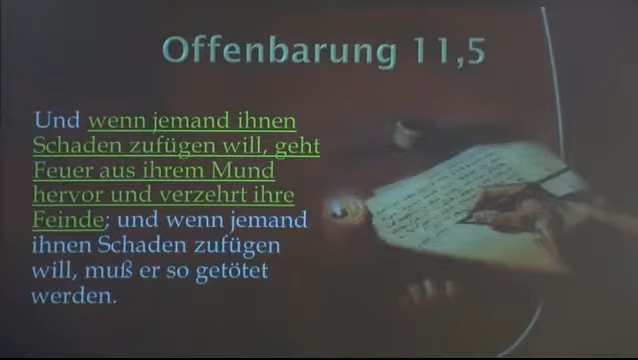 Offenbarung 11,5
Und wenn jemand ihnen
Schaden zufügen will, geht
Feuer aus ihrem Mund
hervor und verzehrt ihre
Feinde; und wenn jemand
ihnen Schaden zufügen
will, muß er so getötet
werden.